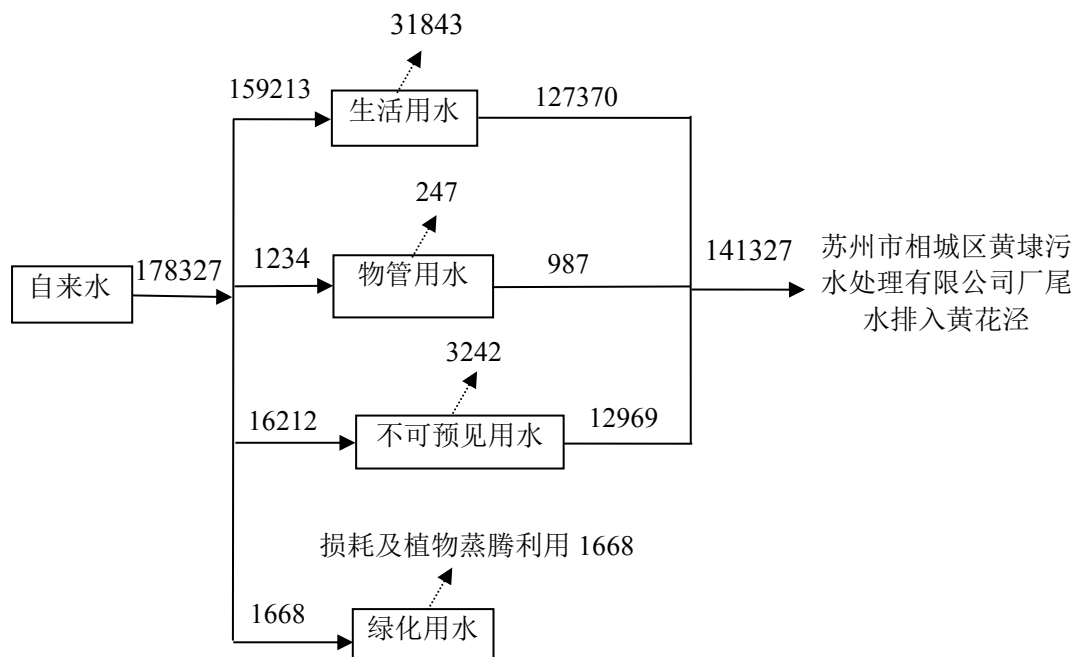 31843
159213
生活用水
127370
247
1234
物管用水
987
自来水
178327
141327
苏州市相城区黄埭污
水处理有限公司厂尾
水排入黄花泾
3242
16212
不可预见用水
12969
损耗及植物蒸腾利用 1668
1668
绿化用水